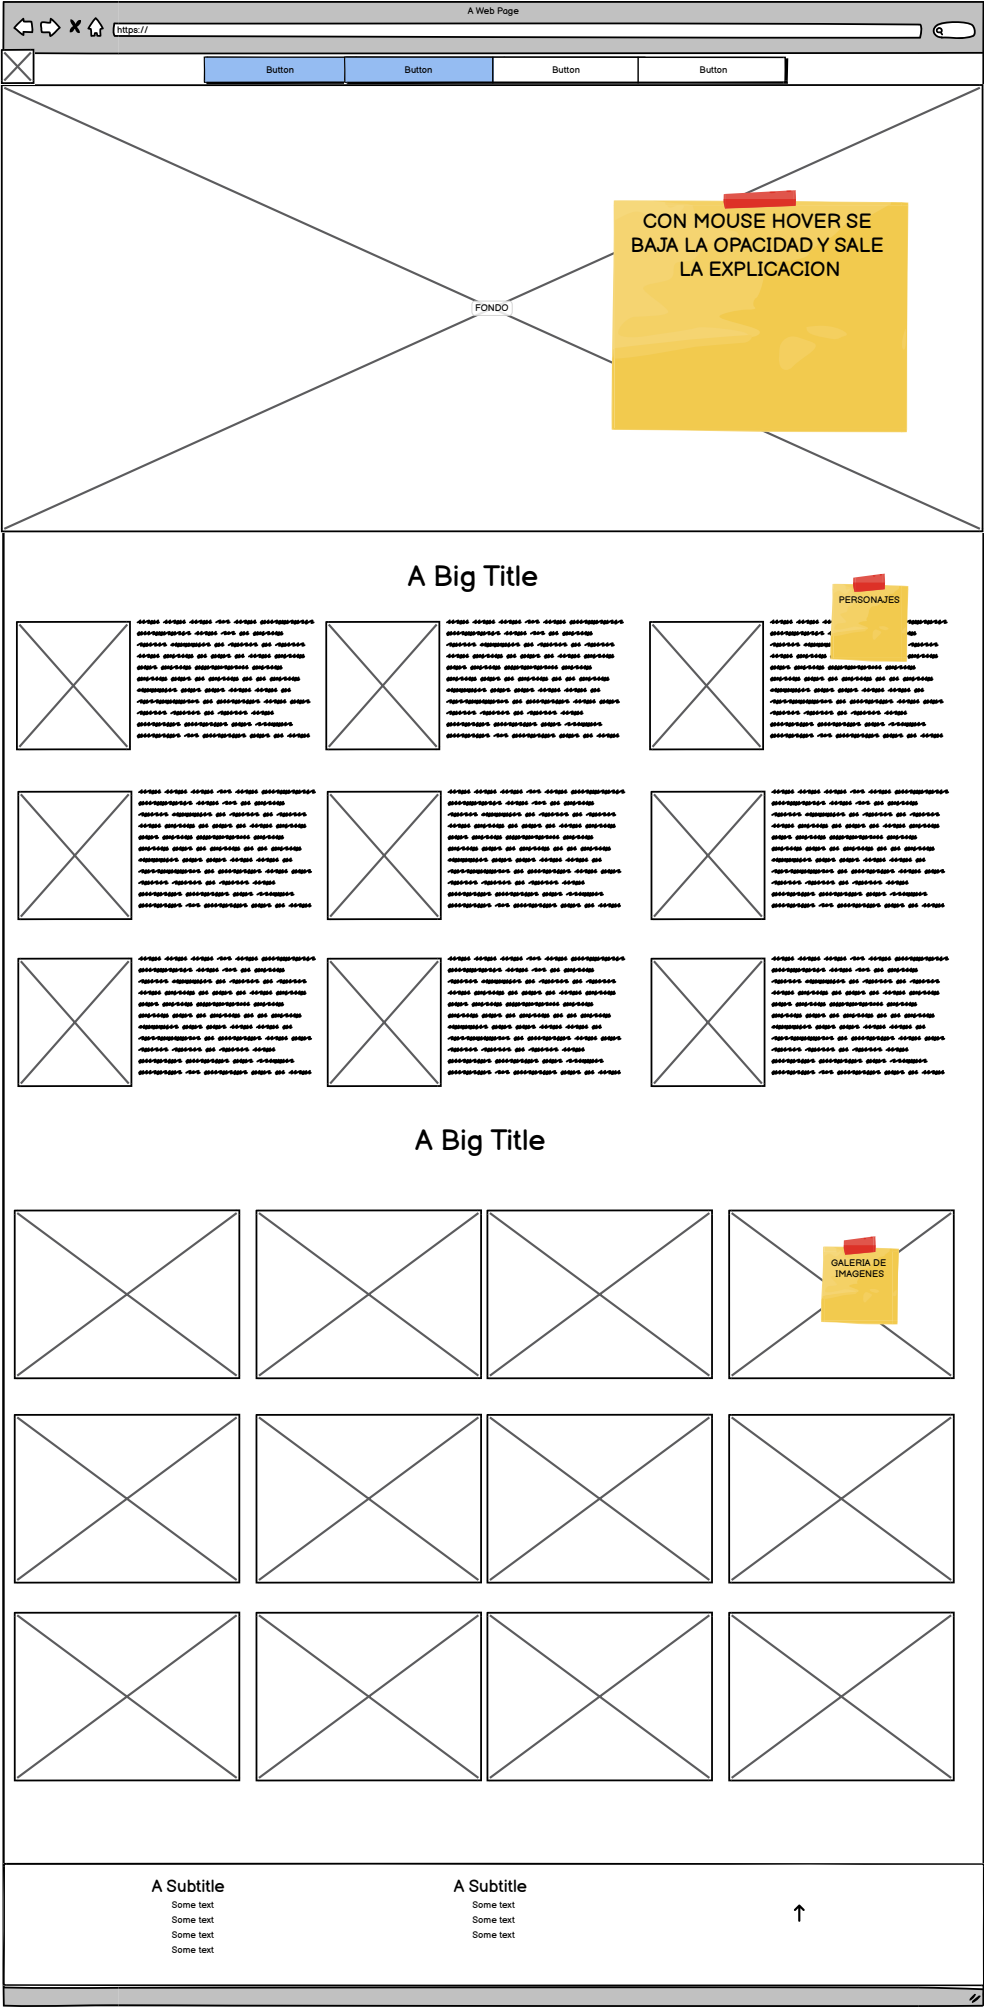 A Web Page
https://
Button
Button
Button
Button
CON MOUSE HOVER SE
BAJA LA OPACIDAD Y SALE
LA EXPLICACION
FONDO
A Big Title
PERSONAJES
A Big Title
GALERIA DE
IMAGENES
A Subtitle
Some text
Some text
Some text
Some text
A Subtitle
Some text
Some text
Some text